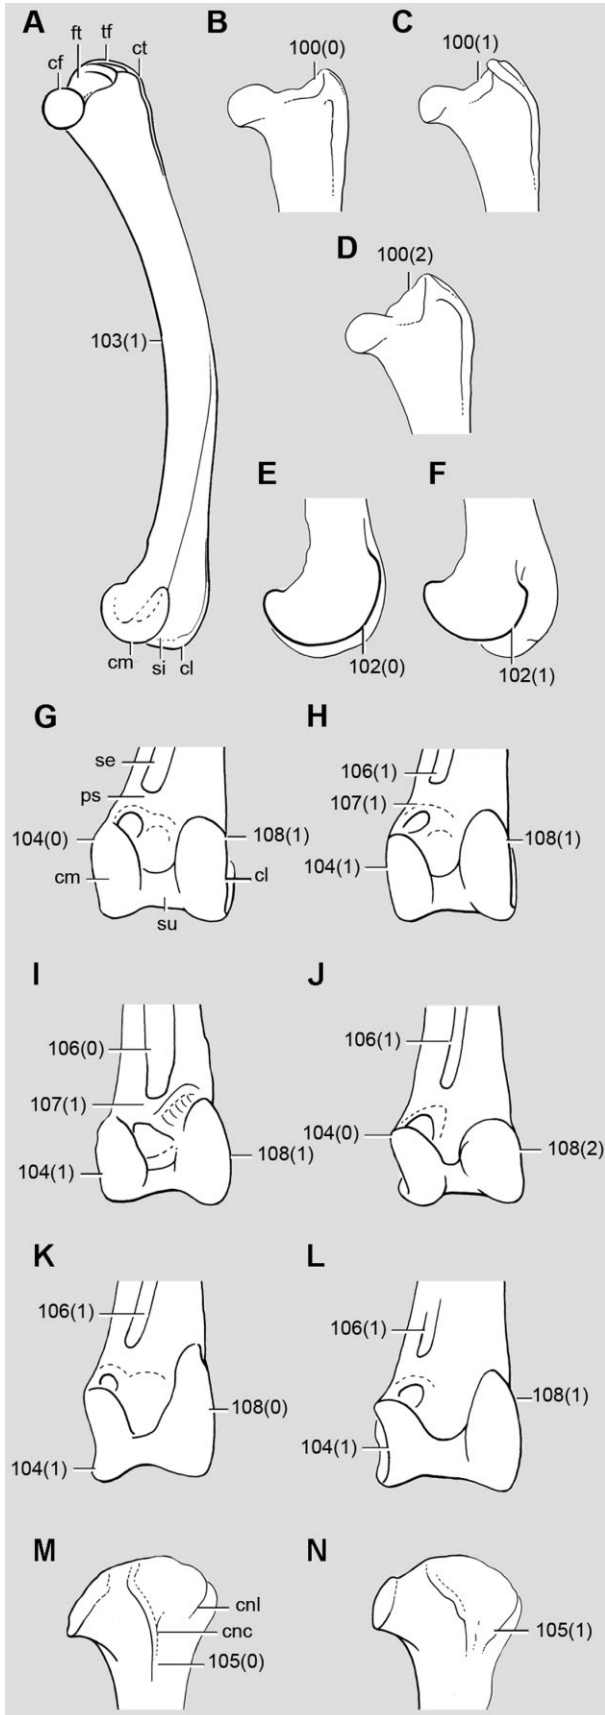 A
tf
ft
ct
cf
B
100(0)
C
100(1)
D
100(2)
103(1)
E
F
cm
si
cl
102(0)
102(1)
G
H
se
106(1)
ps
107(1)
104(0)
108(1)
108(1)
cm
cl
104(1)
su
I
J
106(0)
106(1)
107(1)
104(0)
104(1)
108(1)
108(2)
K
L
106(1)
106(1)
108(0)
108(1)
104(1)
104(1)
M
N
cnl
cnc
105(0)
105(1)